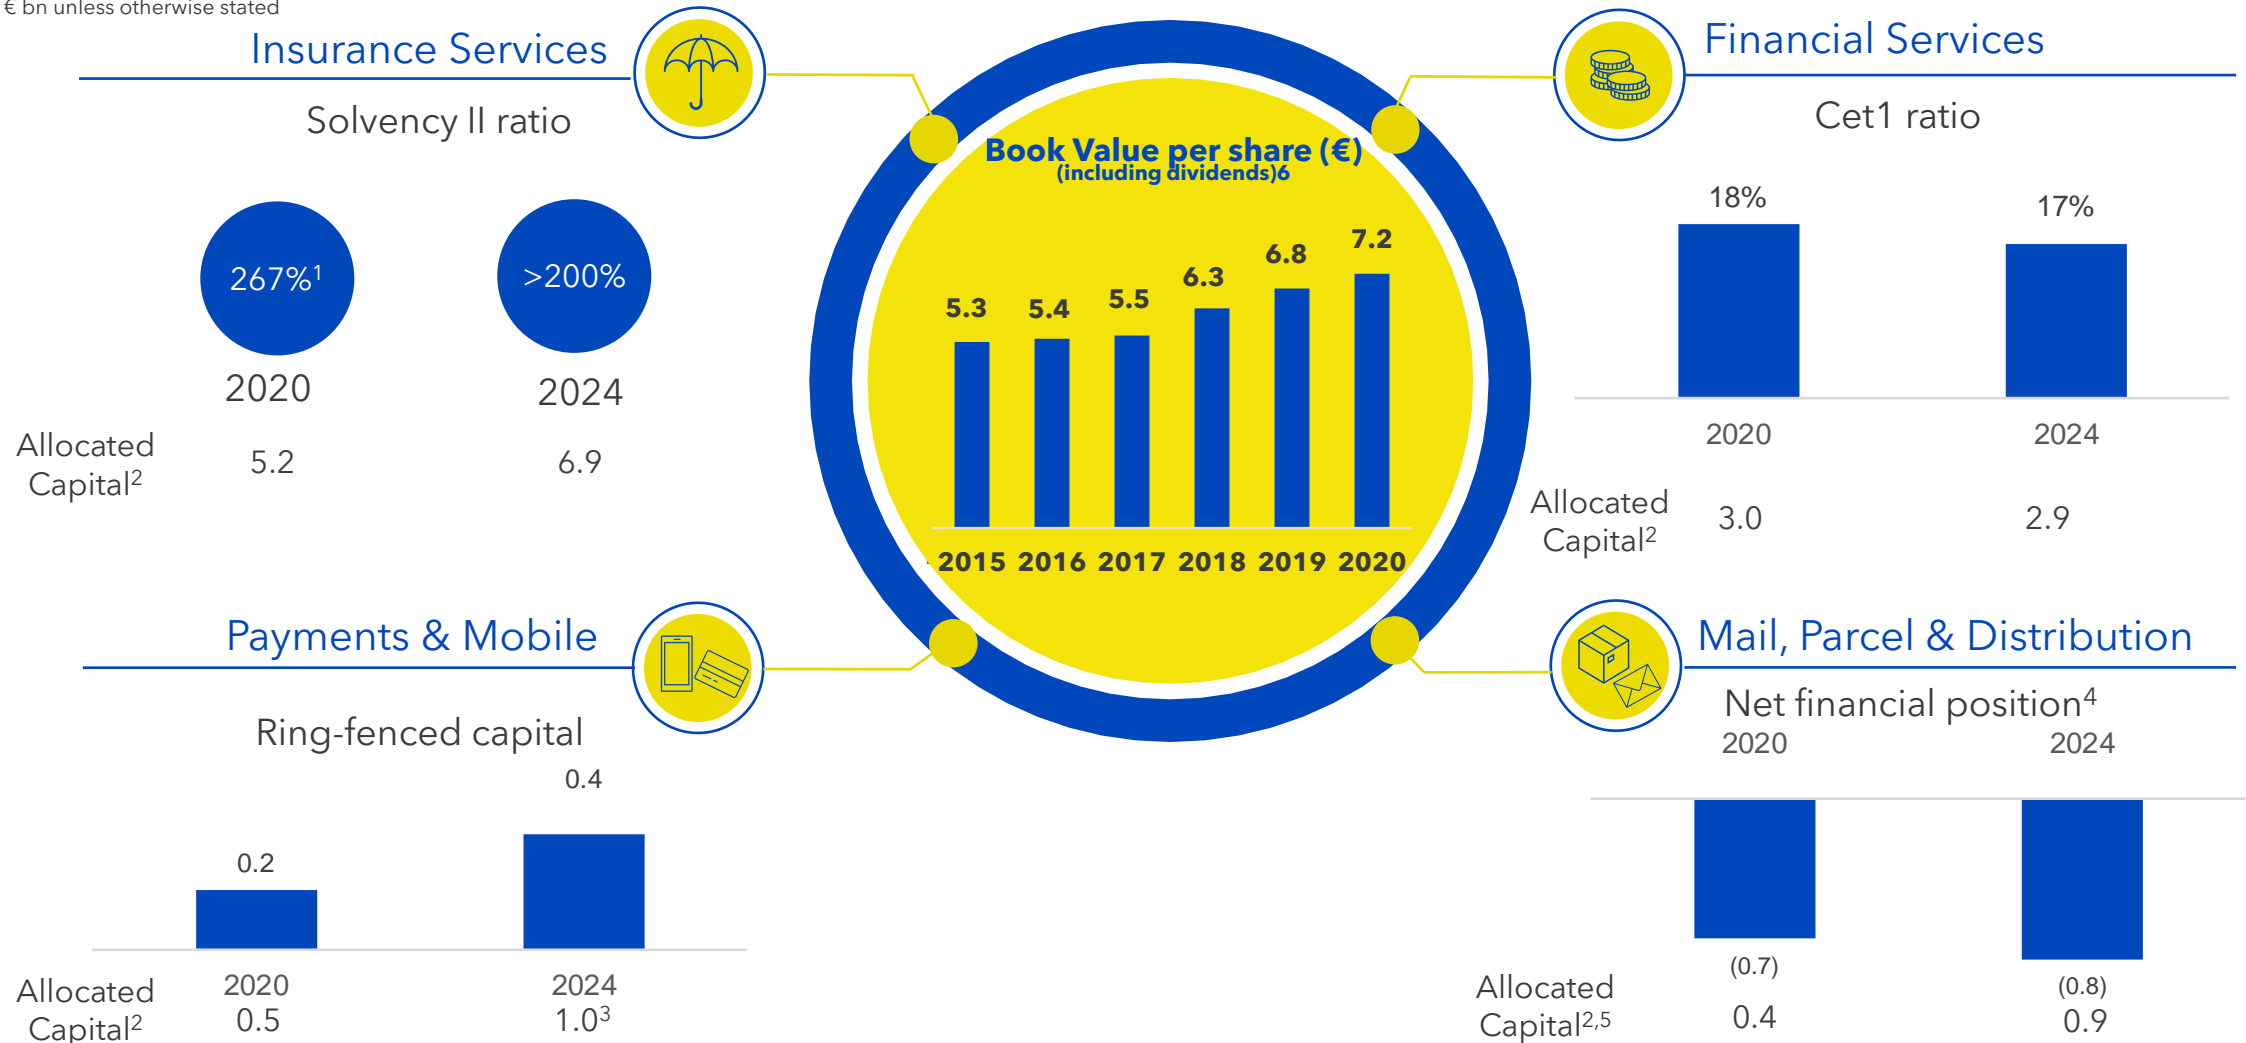 € bn unless otherwise stated
Insurance Services
Solvency II ratio
267%¹
>200%
2020
2024
Allocated
Capital²
5.2
6.9
Book Value per share (€)
(including dividends)6
5.3
5.4
5.5
6.3
6.8
7.2
2015 2016 2017 2018 2019 2020
Financial Services
Cet1 ratio
18%
17%
2020
2024
Allocated
Capital²
3.0
2.9
Payments & Mobile
Ring-fenced capital
0.2
0.4
2020
2024
Allocated
Capital²
0.5
1.0³
Mail, Parcel & Distribution
Net financial position⁴
2020
2024
(0.7)
(0.8)
Allocated
Capital²,⁵
0.4
0.9